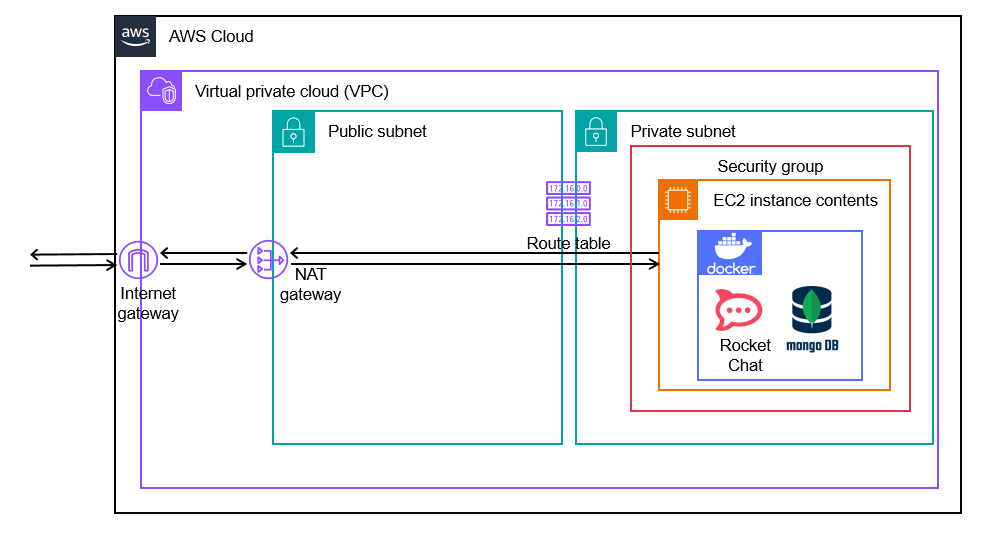 aws
AWS Cloud
Virtual private cloud (VPC)
Public subnet
Private subnet
Security group
172.16.0.0
172.16.1.0
172.16.2.0
EC2 instance contents
Route table
docker
NAT
gateway
Internet
gateway
Rocket
Chat
mongo DB